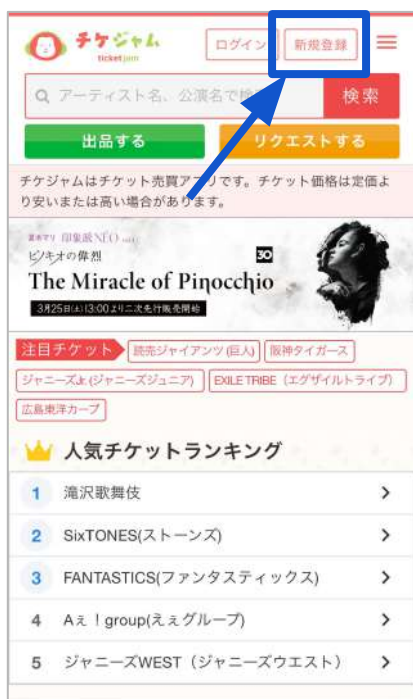 チケジャム
ticket jam
ログイン
新規登録
アーティスト名、公演名で
検索
出品する
リクエストする
チケジャムはチケット売買アプリです。チケット価格は定価よ
り安いまたは高い場合があります。
印象派NÉO
ピノキオの偉烈
30
The Miracle of Pinocchio
3月25日(土)13:00より二次先行販売開始
注目チケット
読売ジャイアンツ(巨人)
阪神タイガース
ジャニーズJr.(ジャニーズジュニア)
EXILE TRIBE（エグザイルトライブ）
広島東洋カープ
人気チケットランキング
1 滝沢歌舞伎
2 SixTONES(ストーンズ)
3 FANTASTICS(ファンタスティックス)
4 Aぇ！group(えぇグループ)
5 ジャニーズWEST（ジャニーズウエスト）